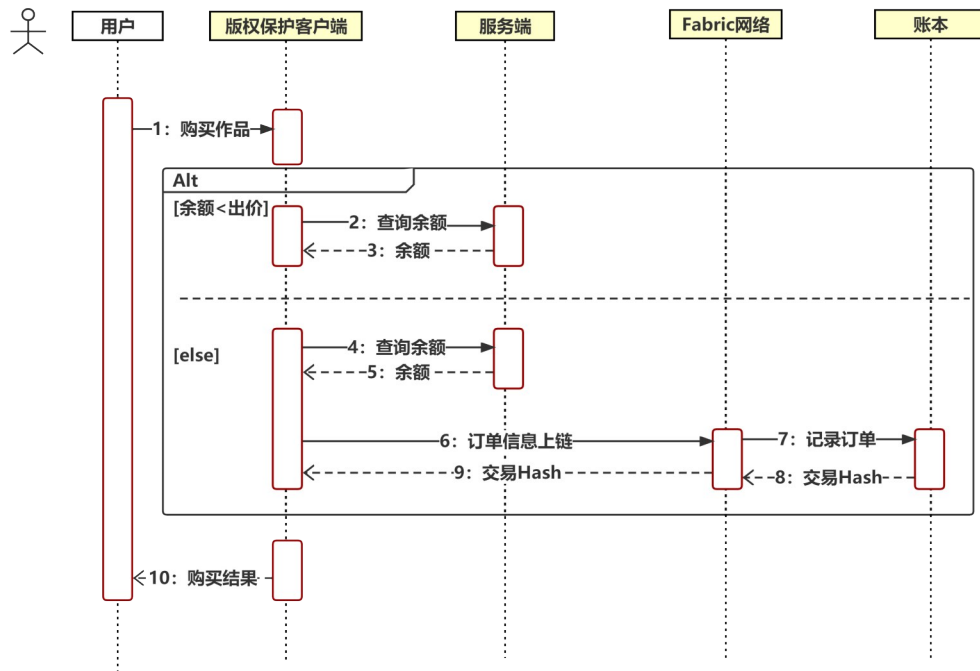 用户
版权保护客户端
服务端
Fabric网络
账本
1：购买作品
Alt
[余额<出价]
2：查询余额
3：余额
[else]
4：查询余额
5：余额
6：订单信息上链
7：记录订单
9：交易Hash
8：交易Hash
10：购买结果